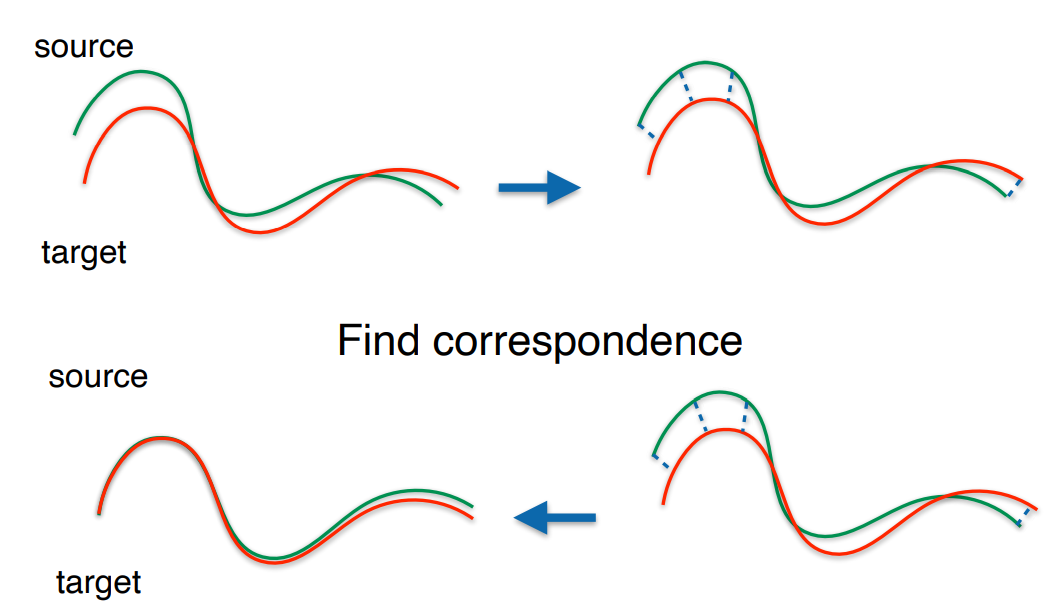 source
target
Find correspondence
source
target